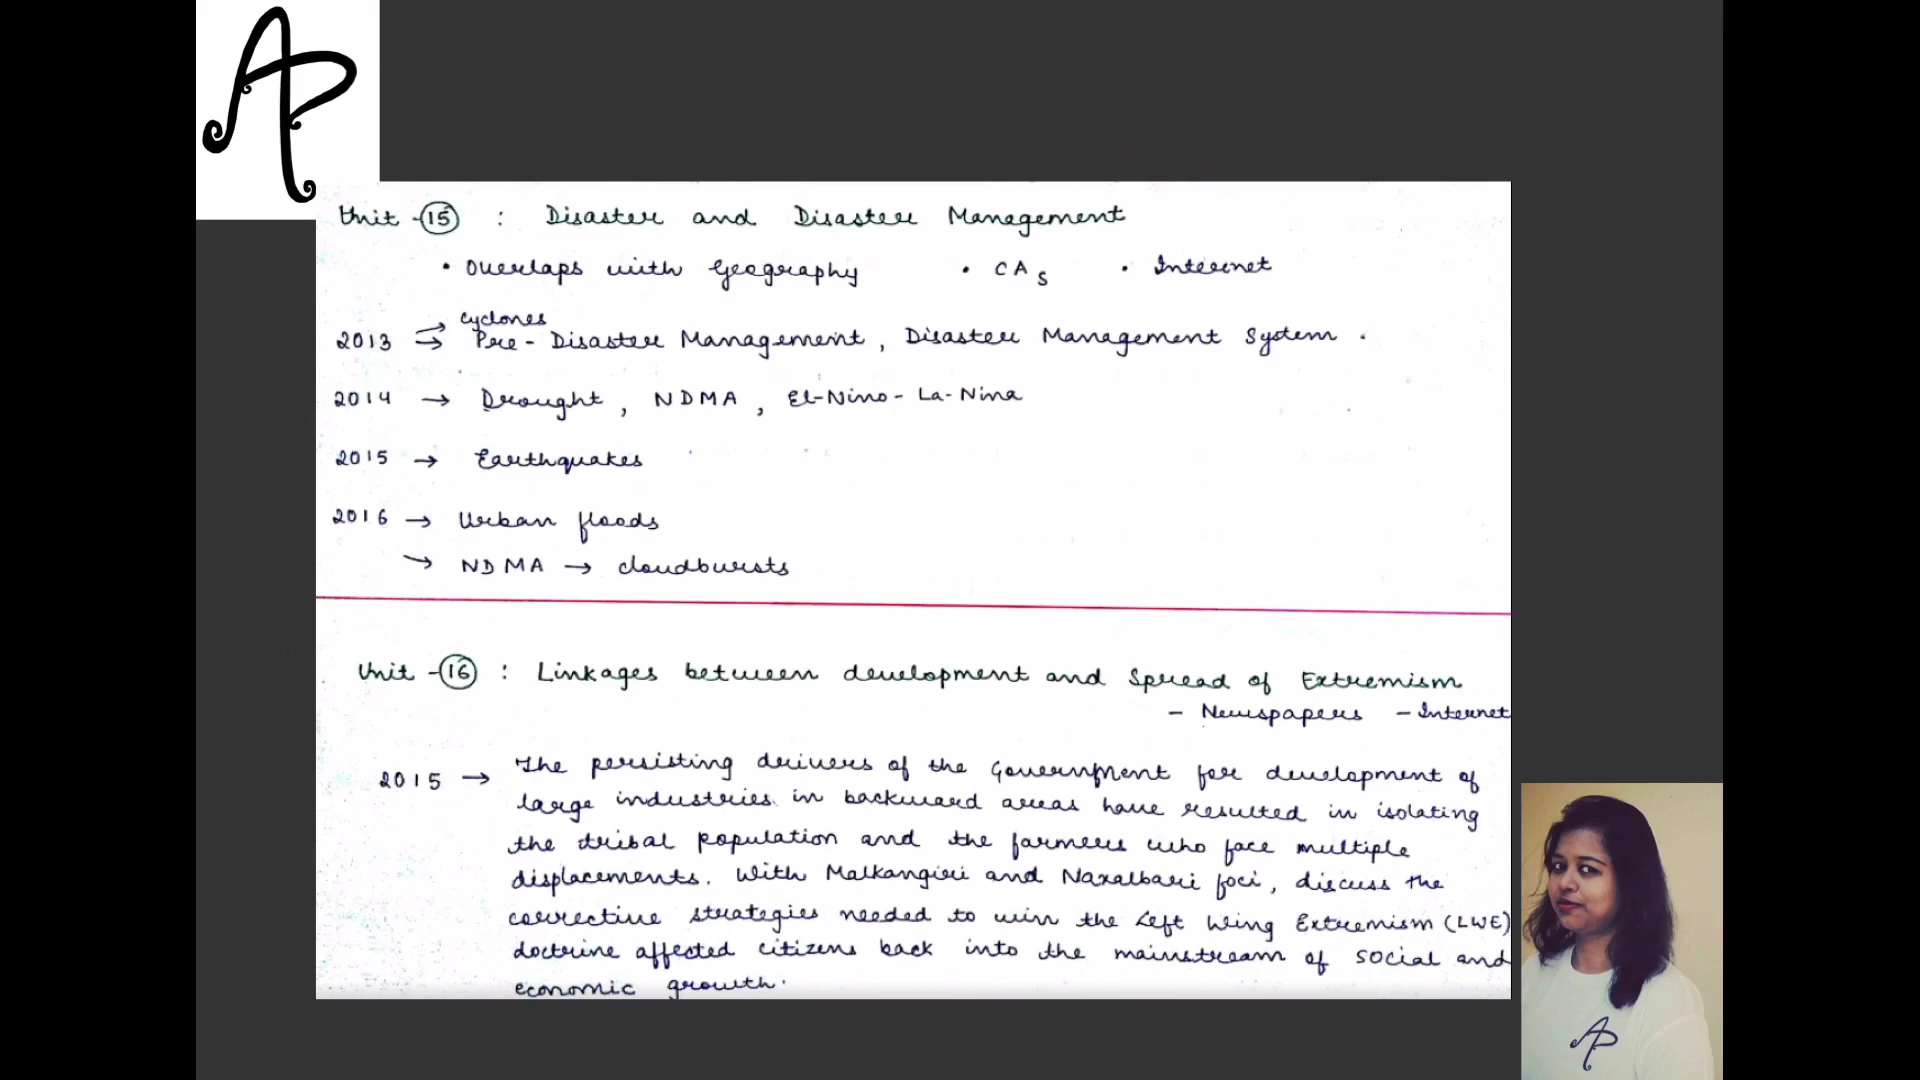 AP
Unit - 15 : Disaster and Disaster Management
• Overlaps with Geography • CAs • Internet
2013 → cyclones
→ Pre - Disaster Management, Disaster Management System.
2014 → Drought, NDMA, El-Nino - La-Nina
2015 → Earthquakes
2016 → Urban floods
→ NDMA → cloudbursts
Unit - 16 : Linkages between development and Spread of Extremism
- Newspapers - Internet
2015 → The persisting drivers of the Government for development of
large industries in backward areas have resulted in isolating
the tribal population and the farmers who face multiple
displacements. With Malkangiri and Naxalbari foci, discuss the
corrective strategies needed to win the Left Wing Extremism (LWE)
doctrine affected citizens back into the mainstream of social and
economic growth.
AP